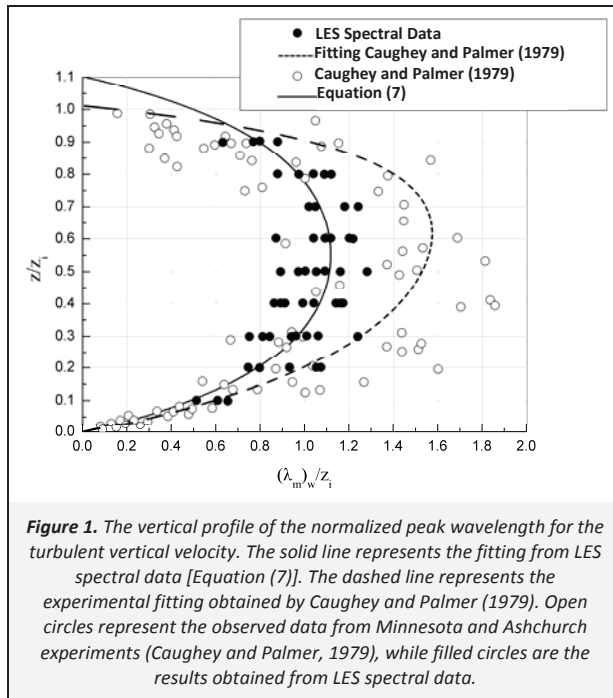 LES Spectral Data
Fitting Caughey and Palmer (1979)
Caughey and Palmer (1979)
Equation (7)
1.1
1.0
0.9
0.8
0.7
0.6
0.5
0.4
0.3
0.2
0.1
0.0
z/zᵢ
0.0 0.2 0.4 0.6 0.8 1.0 1.2 1.4 1.6 1.8 2.0
(λₘ)_w/zᵢ
Figure 1. The vertical profile of the normalized peak wavelength for the
turbulent vertical velocity. The solid line represents the fitting from LES
spectral data [Equation (7)]. The dashed line represents the
experimental fitting obtained by Caughey and Palmer (1979). Open
circles represent the observed data from Minnesota and Ashchurch
experiments (Caughey and Palmer, 1979), while filled circles are the
results obtained from LES spectral data.